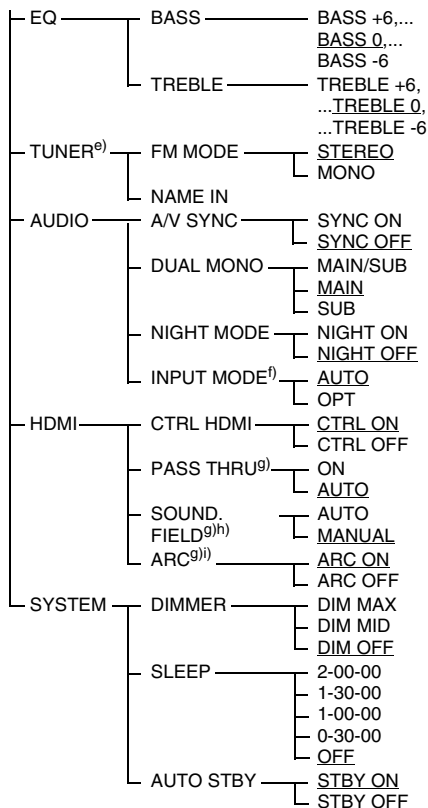 EQ BASS BASS +6,...
BASS 0,...
BASS -6
TREBLE TREBLE +6,
...TREBLE 0,
...TREBLE -6
TUNERe) FM MODE STEREO
MONO
NAME IN
AUDIO A/V SYNC SYNC ON
SYNC OFF
DUAL MONO MAIN/SUB
MAIN
SUB
NIGHT MODE NIGHT ON
NIGHT OFF
INPUT MODEf) AUTO
OPT
HDMI CTRL HDMI CTRL ON
CTRL OFF
PASS THRUg) ON
AUTO
SOUND. AUTO
FIELDg)h) MANUAL
ARCg)i) ARC ON
ARC OFF
SYSTEM DIMMER DIM MAX
DIM MID
DIM OFF
SLEEP 2-00-00
1-30-00
1-00-00
0-30-00
OFF
AUTO STBY STBY ON
STBY OFF